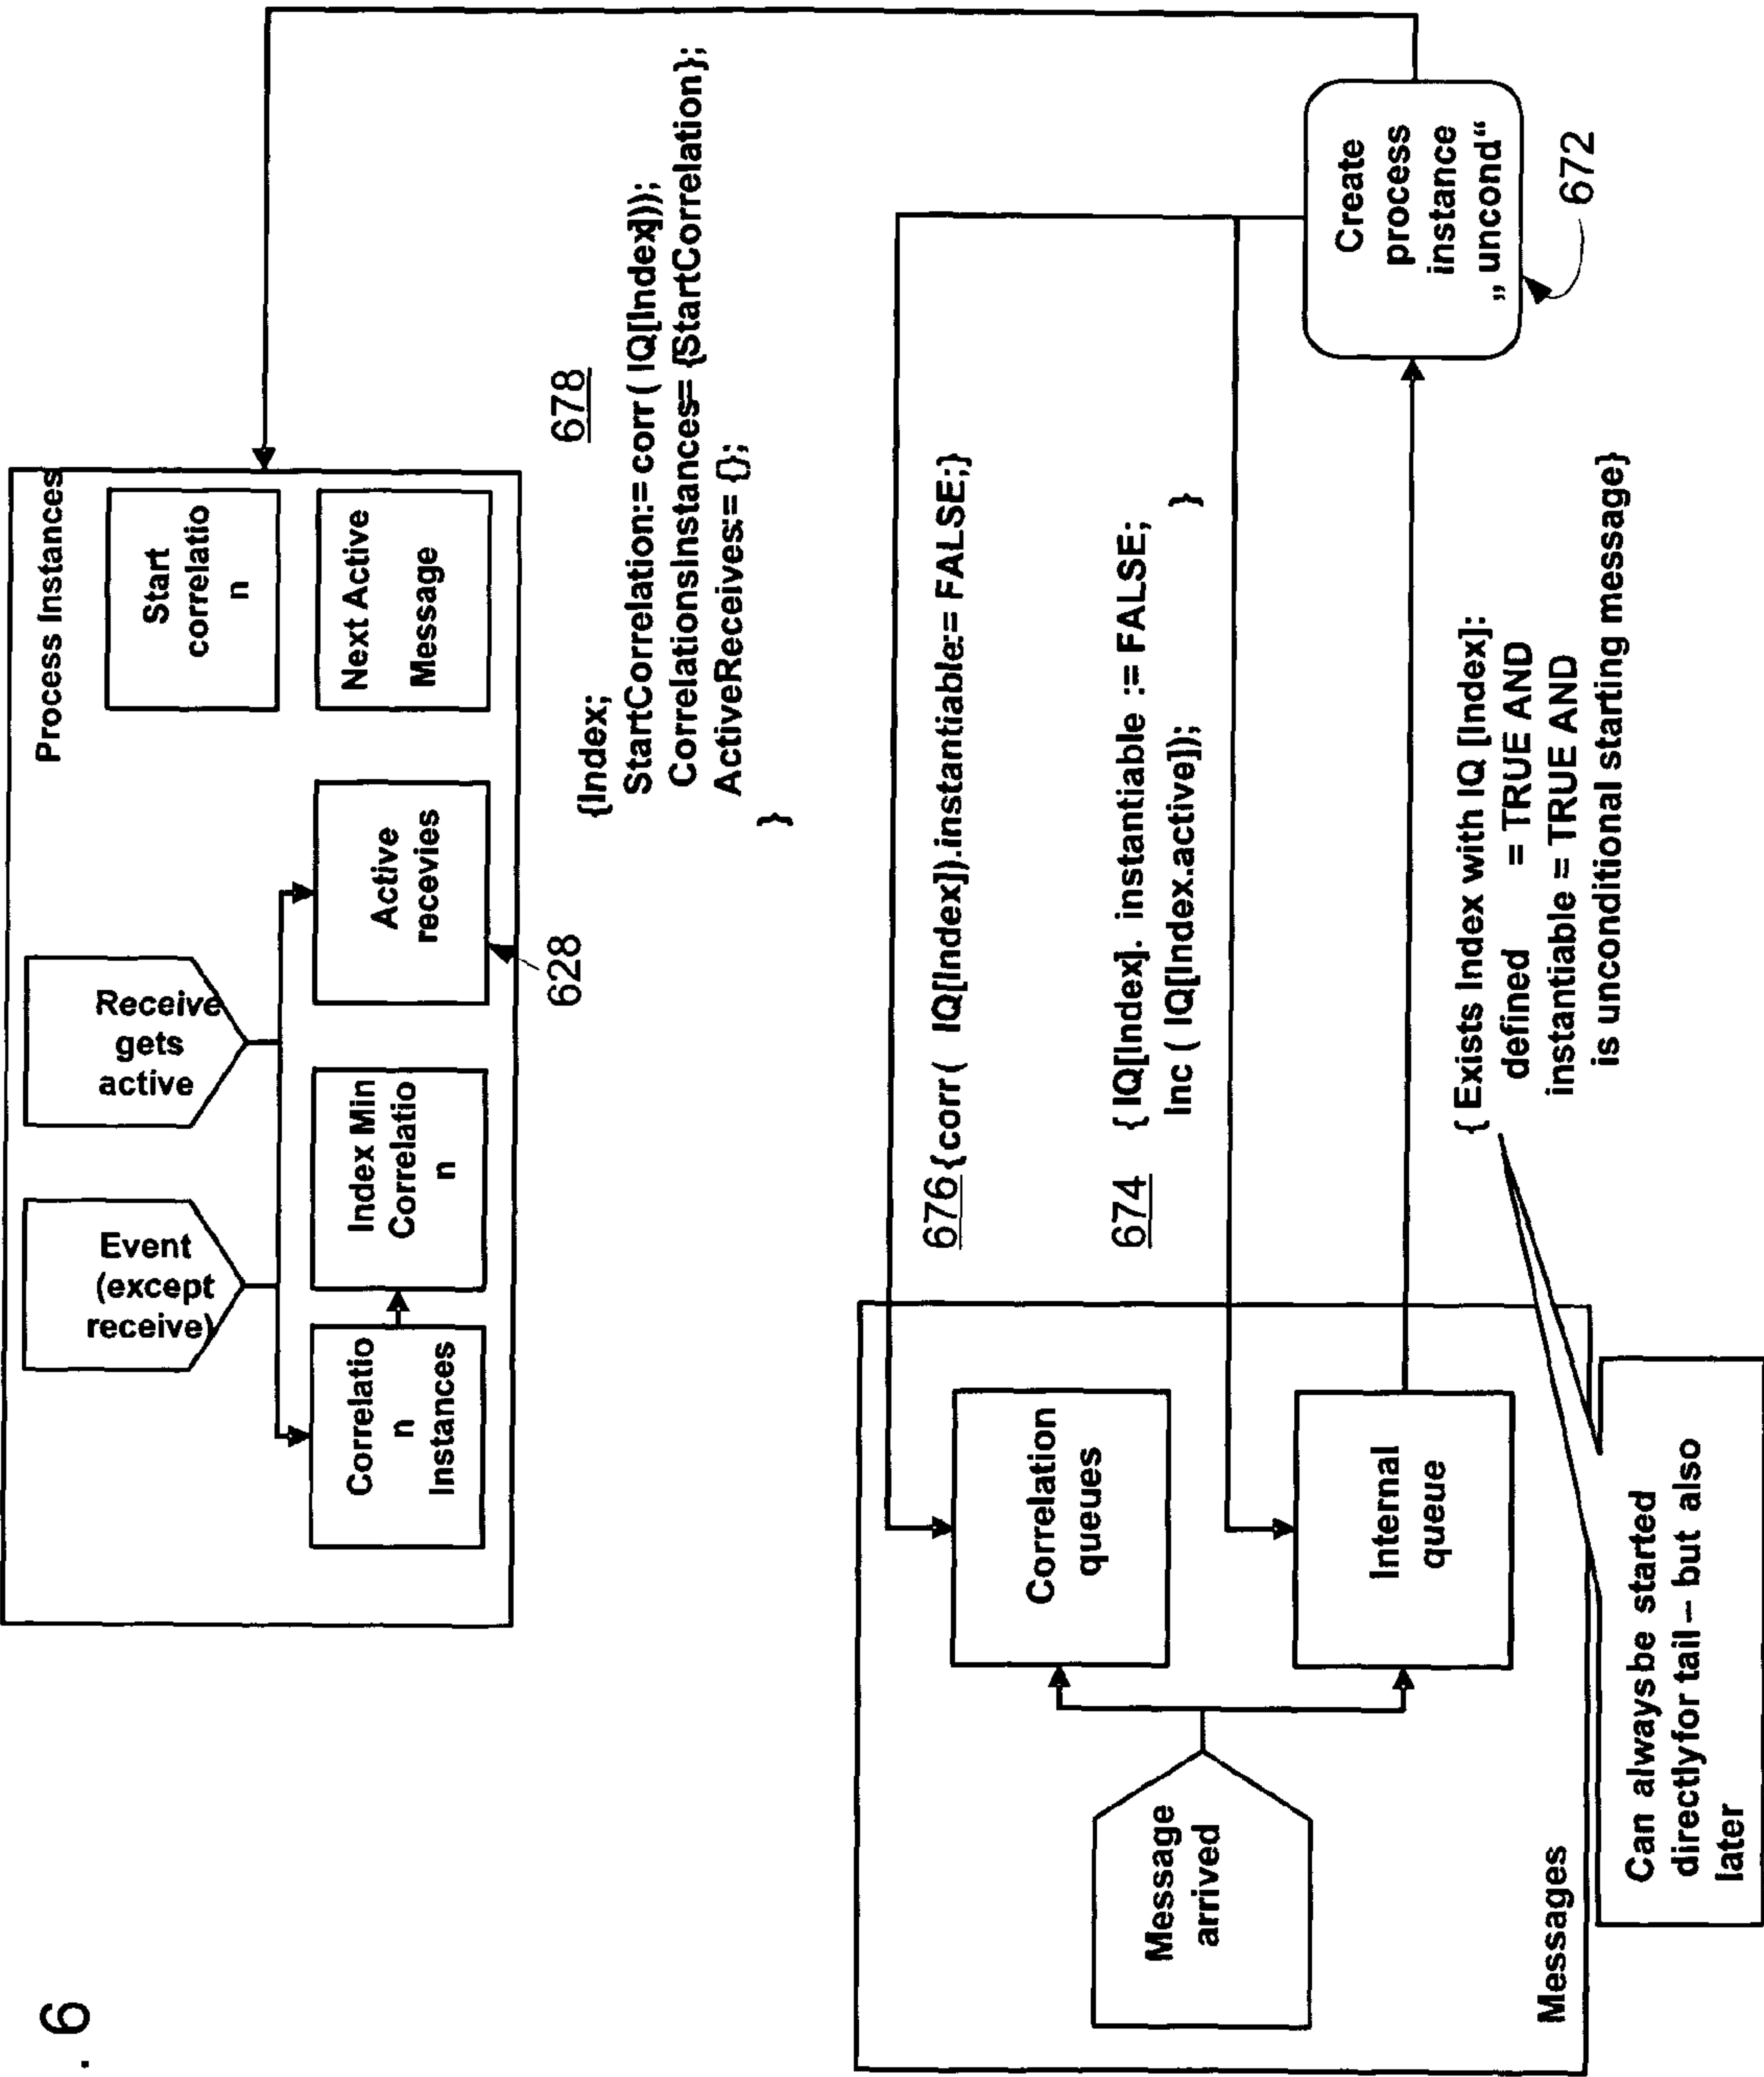 . 6
Process Instances
Event
(except
receive)
Receive
gets
active
Start
correlatio
n
Correlatio
n
Instances
Index Min
Correlatio
n
Active
recevies
Next Active
Message
628
678
{Index;
StartCorrelation:= corr ( IQ[Index]));
CorrelationsInstances:= {StartCorrelation};
ActiveReceives:= {};
}
676 {corr( IQ[Index]).instantiable:= FALSE;}
674 { IQ[Index]. instantiable := FALSE;
Inc ( IQ[Index.active]);
}
Message
arrived
Correlation
queues
Internal
queue
Messages
Create
process
instance
„uncond“
672
{ Exists Index with IQ [Index]:
defined = TRUE AND
instantiable = TRUE AND
is unconditional starting message}
Can always be started
directly for tail – but also
later